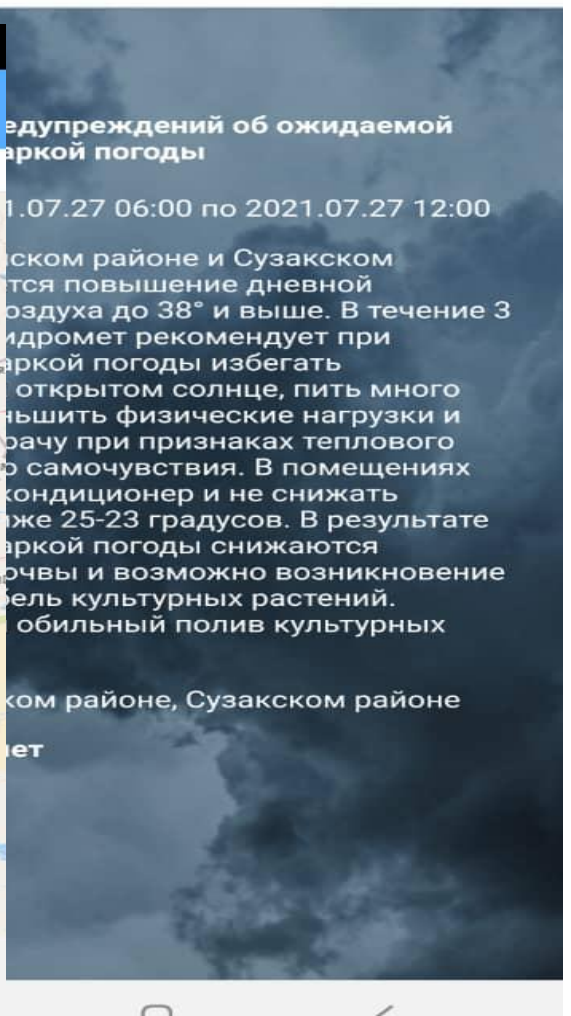 едупреждений об ожидаемой
аркой погоды
1.07.27 06:00 по 2021.07.27 12:00
ском районе и Сузакском
тся повышение дневной
оздуха до 38° и выше. В течение 3
идромет рекомендует при
аркой погоды избегать
открытом солнце, пить много
ньшить физические нагрузки и
рачу при признаках теплового
о самочувствия. В помещениях
кондиционер и не снижать
же 25-23 градусов. В результате
аркой погоды снижаются
очвы и возможно возникновение
бель культурных растений.
обильный полив культурных
ком районе, Сузакском районе
ет